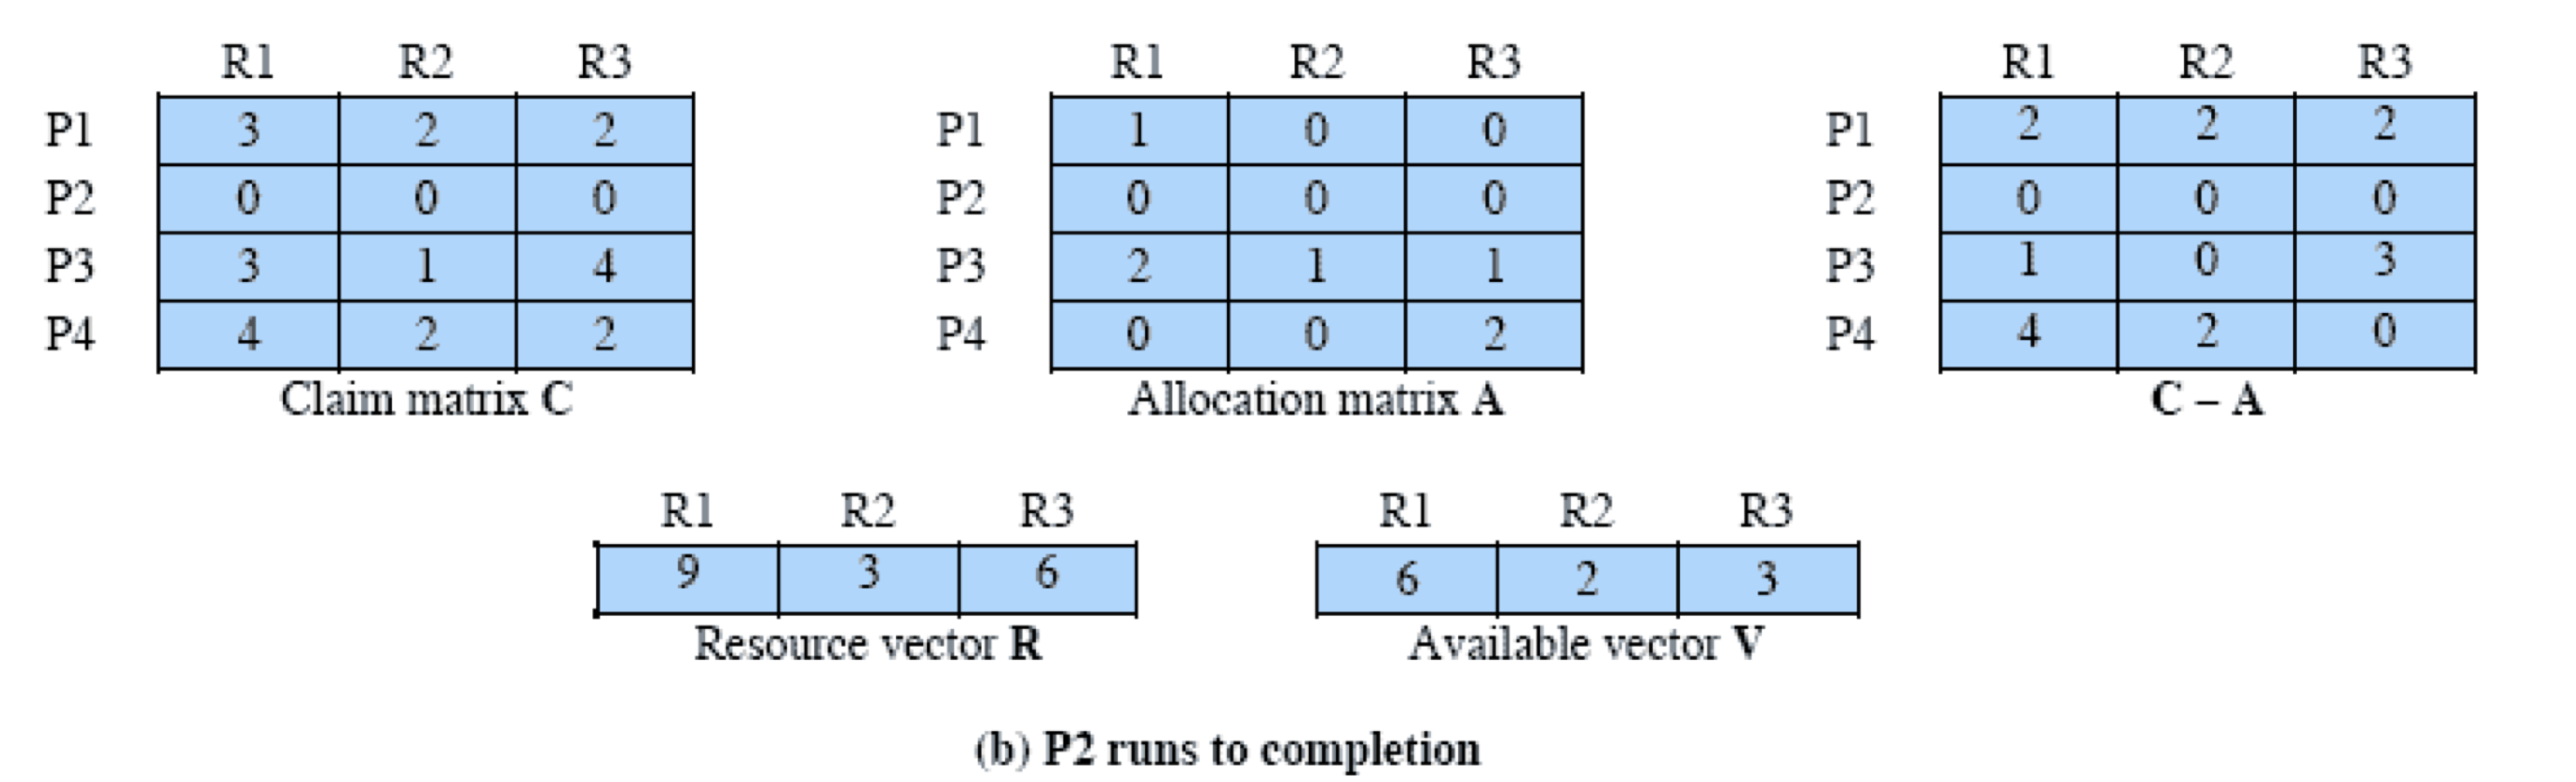 R1 R2 R3 R1 R2 R3 R1 R2 R3
P1 3 2 2 P1 1 0 0 P1 2 2 2
P2 0 0 0 P2 0 0 0 P2 0 0 0
P3 3 1 4 P3 2 1 1 P3 1 0 3
P4 4 2 2 P4 0 0 2 P4 4 2 0
Claim matrix C Allocation matrix A C – A
R1 R2 R3 R1 R2 R3
9 3 6 6 2 3
Resource vector R Available vector V
(b) P2 runs to completion